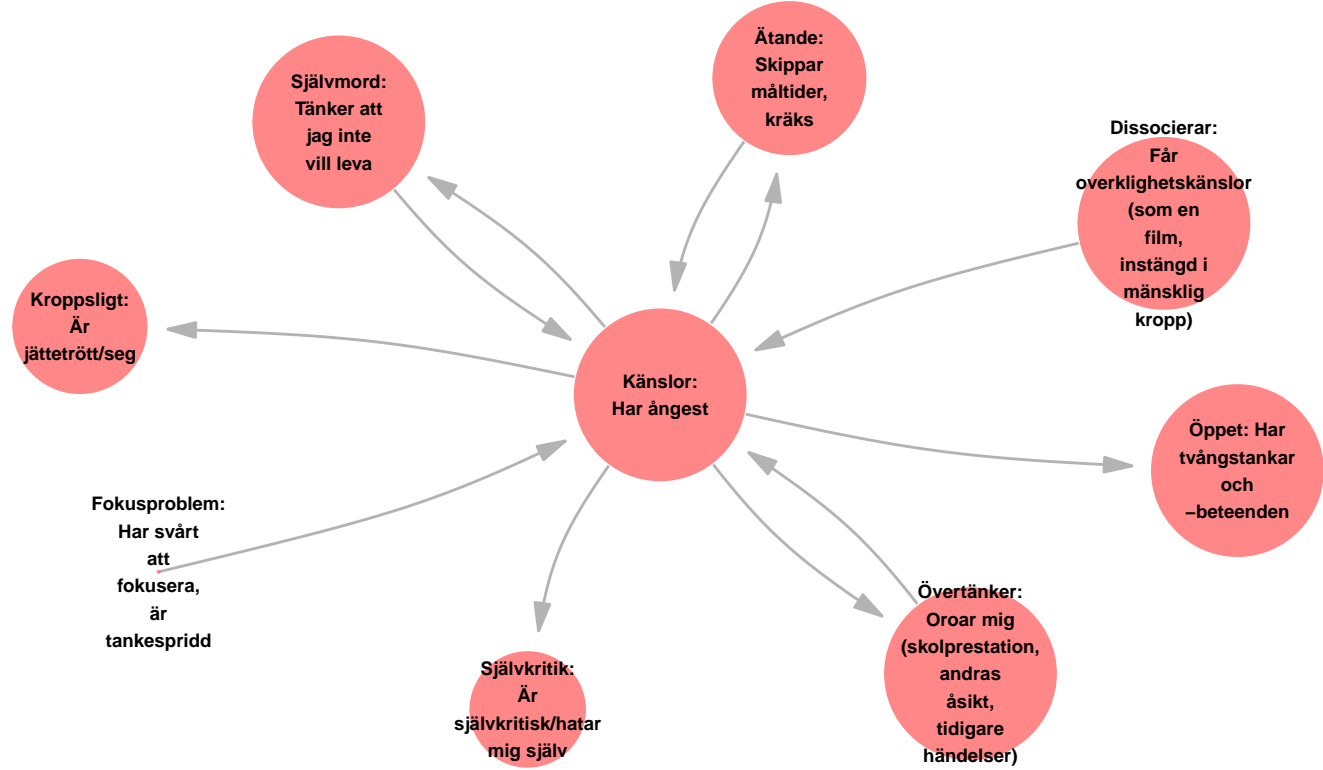 Självmord:
Tänker att
jag inte
vill leva
Ätande:
Skippar
måltider,
kräks
Dissocierar:
Får
overklighetskänslor
(som en
film,
instängd i
mänsklig
kropp)
Kroppsligt:
Är
jättetrött/seg
Känslor:
Har ångest
Öppet: Har
tvångstankar
och
–beteenden
Fokusproblem:
Har svårt
att
fokusera,
är
tankespridd
Självkritik:
Är
självkritisk/hatar
mig själv
Övertänker:
Oroar mig
(skolprestation,
andras
åsikt,
tidigare
händelser)